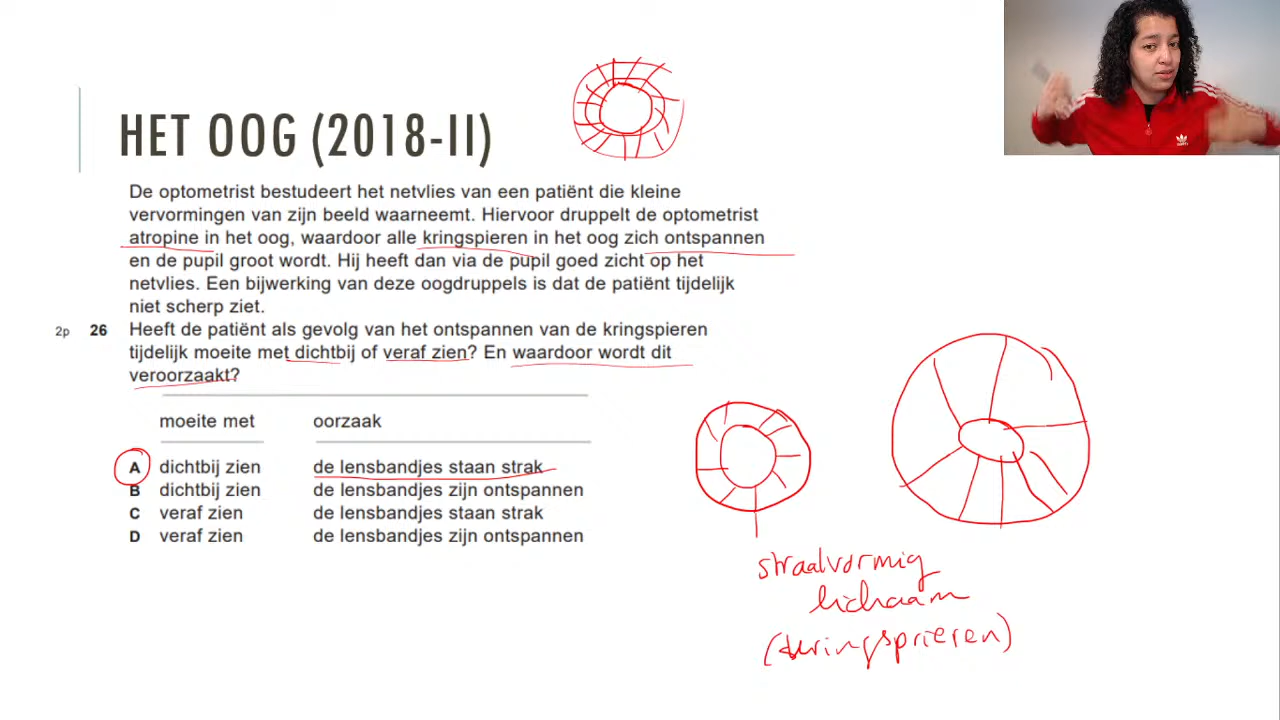 HET OOG (2018-II)
De optometrist bestudeert het netvlies van een patiënt die kleine
vervormingen van zijn beeld waarneemt. Hiervoor druppelt de optometrist
atropine in het oog, waardoor alle kringspieren in het oog zich ontspannen
en de pupil groot wordt. Hij heeft dan via de pupil goed zicht op het
netvlies. Een bijwerking van deze oogdruppels is dat de patiënt tijdelijk
niet scherp ziet.
2p 26 Heeft de patiënt als gevolg van het ontspannen van de kringspieren
tijdelijk moeite met dichtbij of veraf zien? En waardoor wordt dit
veroorzaakt?
moeite met oorzaak
A dichtbij zien de lensbandjes staan strak
B dichtbij zien de lensbandjes zijn ontspannen
C veraf zien de lensbandjes staan strak
D veraf zien de lensbandjes zijn ontspannen
straalvormig
lichaam
(kringspieren)